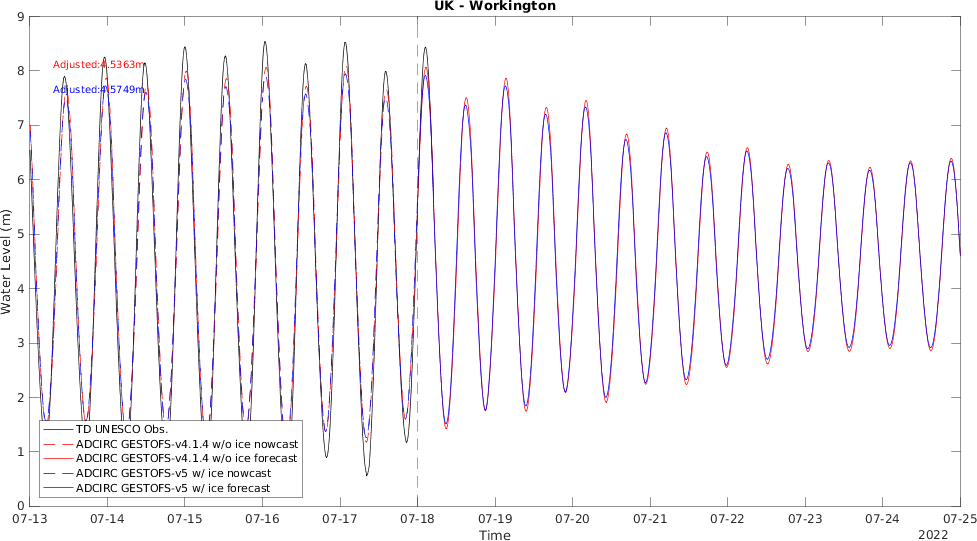 UK - Workington
9
8
7
6
5
4
3
2
1
0
Water Level (m)
Adjusted:4.5363m
Adjusted:4.5749m
TD UNESCO Obs.
ADCIRC GESTOFS-v4.1.4 w/o ice nowcast
ADCIRC GESTOFS-v4.1.4 w/o ice forecast
ADCIRC GESTOFS-v5 w/ ice nowcast
ADCIRC GESTOFS-v5 w/ ice forecast
07-13 07-14 07-15 07-16 07-17 07-18 07-19 07-20 07-21 07-22 07-23 07-24 07-25
Time
2022